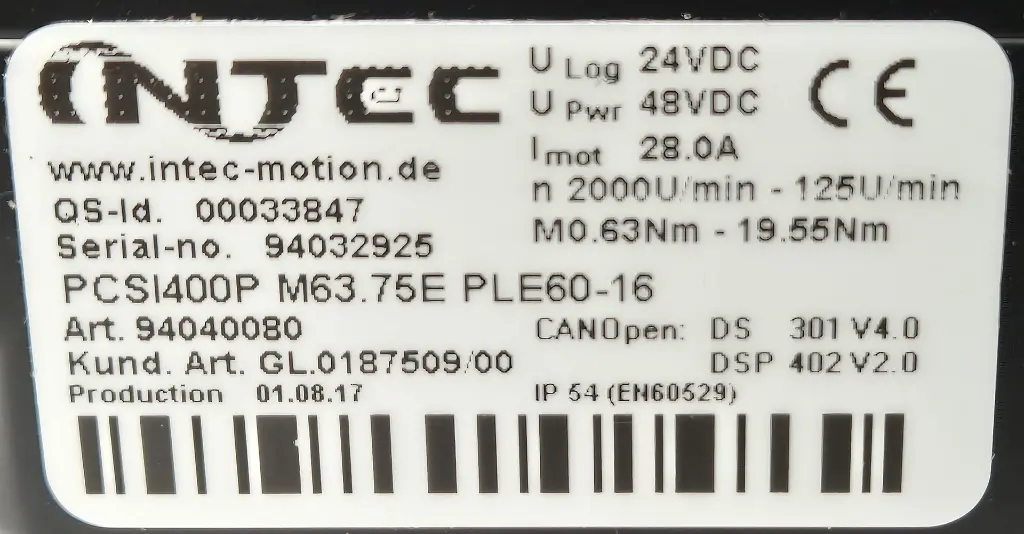 INTEC
www.intec-motion.de
QS-Id. 00033847
Serial-no. 94032925
U Log 24VDC
U Pwr 48VDC
I mot 28.0A
n 2000U/min - 125U/min
M0.63Nm - 19.55Nm
CE
PCSI400P M63.75E PLE60-16
Art. 94040080
Kund. Art. GL.0187509/00
Production 01.08.17
CANOpen: DS 301 V4.0
DSP 402 V2.0
IP 54 (EN60529)